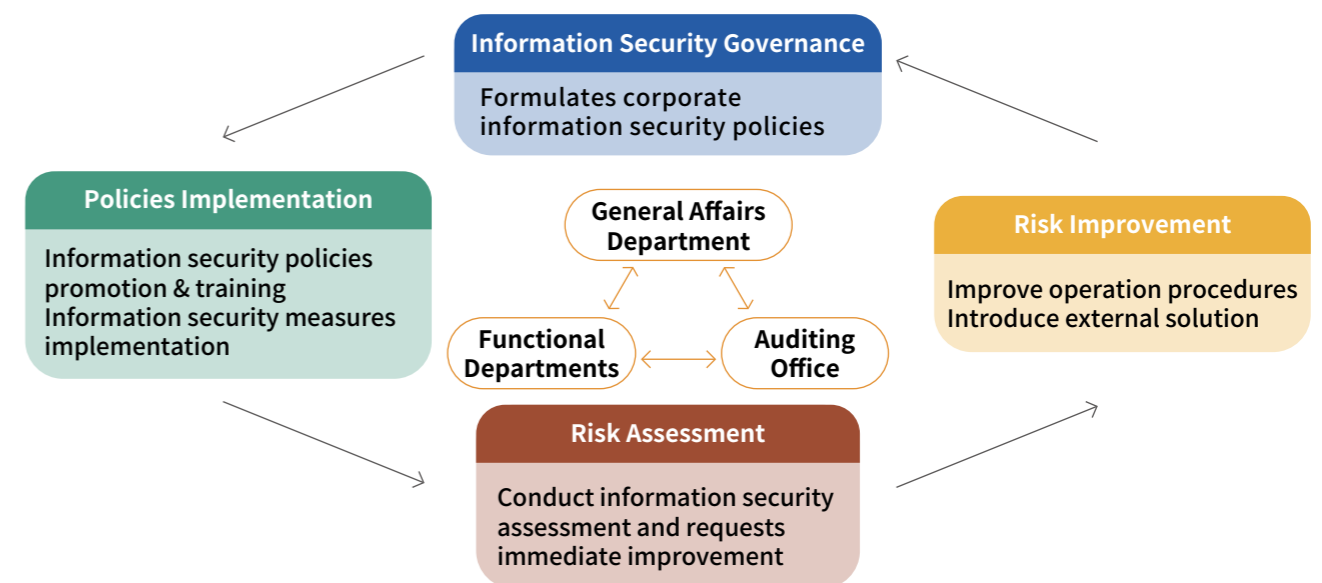 Information Security Governance
Formulates corporate
information security policies
Policies Implementation
Information security policies
promotion & training
Information security measures
implementation
General Affairs
Department
Functional
Departments
Auditing
Office
Risk Improvement
Improve operation procedures
Introduce external solution
Risk Assessment
Conduct information security
assessment and requests
immediate improvement